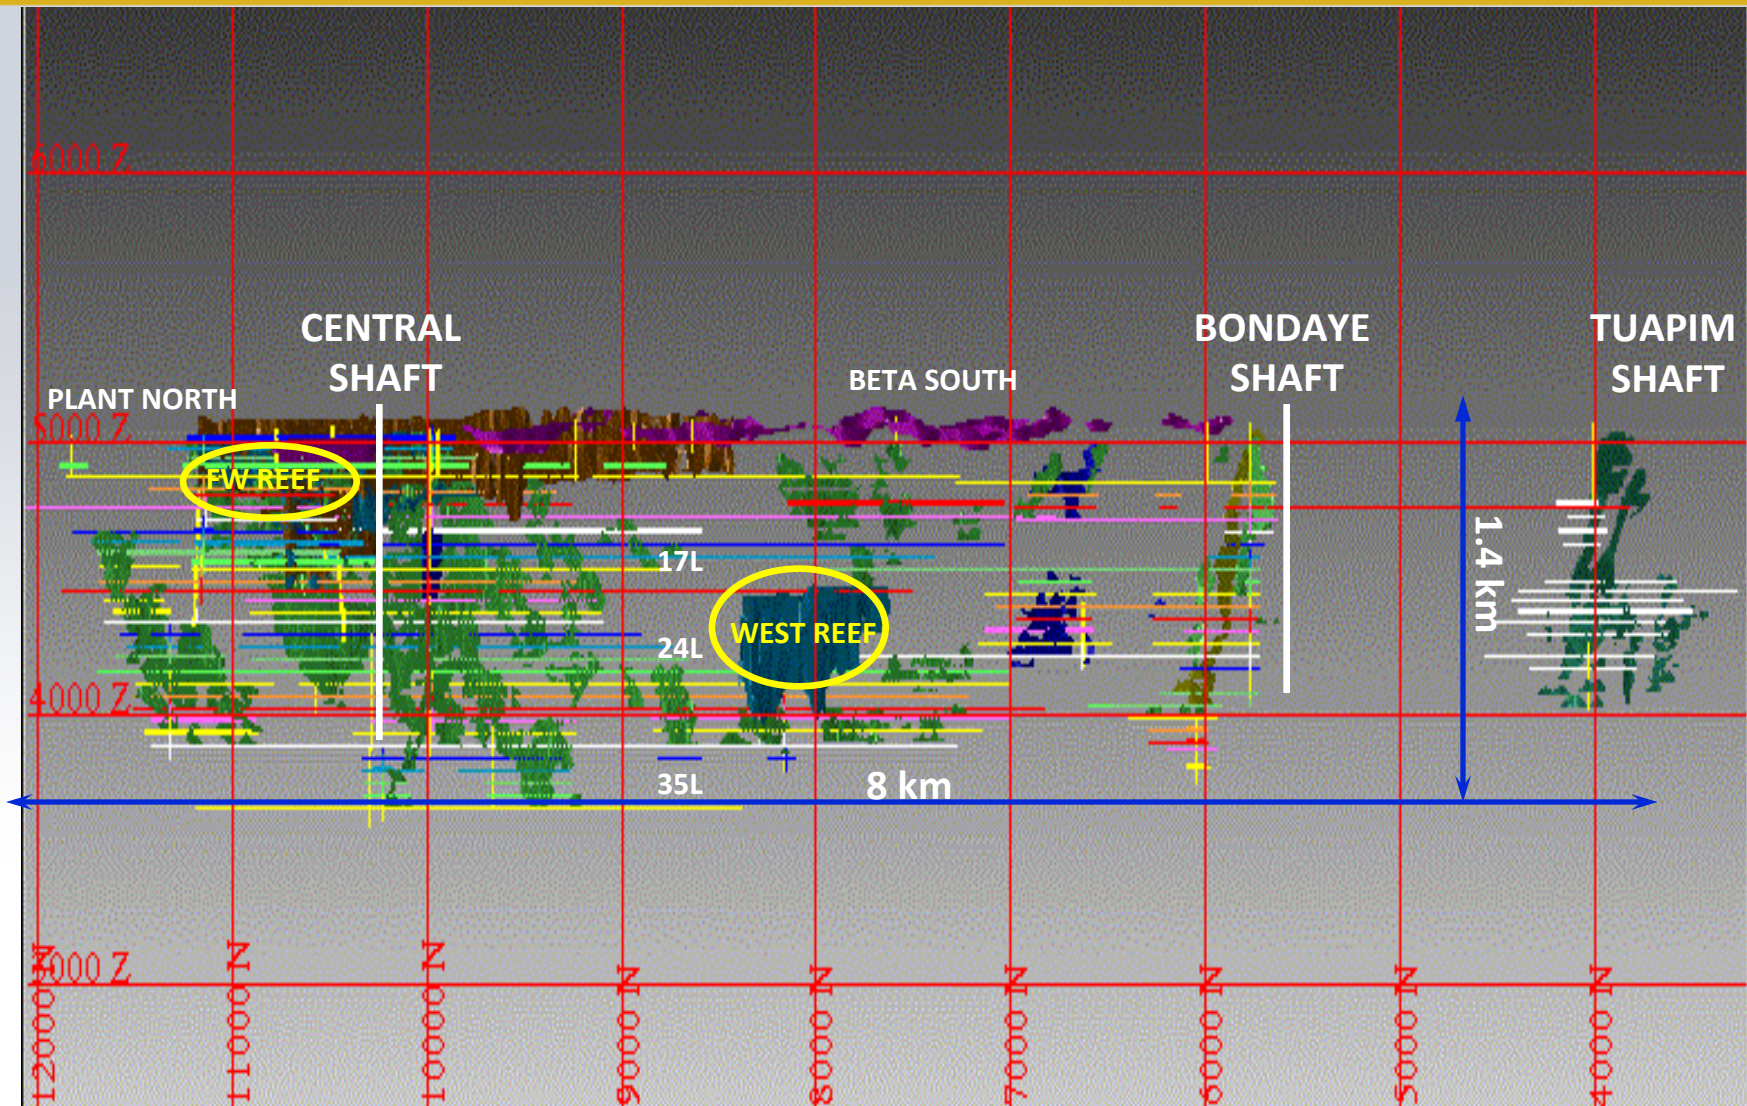 6000 Z
CENTRAL
SHAFT
BONDAYE
SHAFT
TUAPIM
SHAFT
PLANT NORTH
BETA SOUTH
5000 Z
FW REEF
17L
1.4 km
WEST REEF
24L
4000 Z
35L
8 km
3000 Z
12000 N
11000 N
10000 N
9000 N
8000 N
7000 N
6000 N
5000 N
4000 N